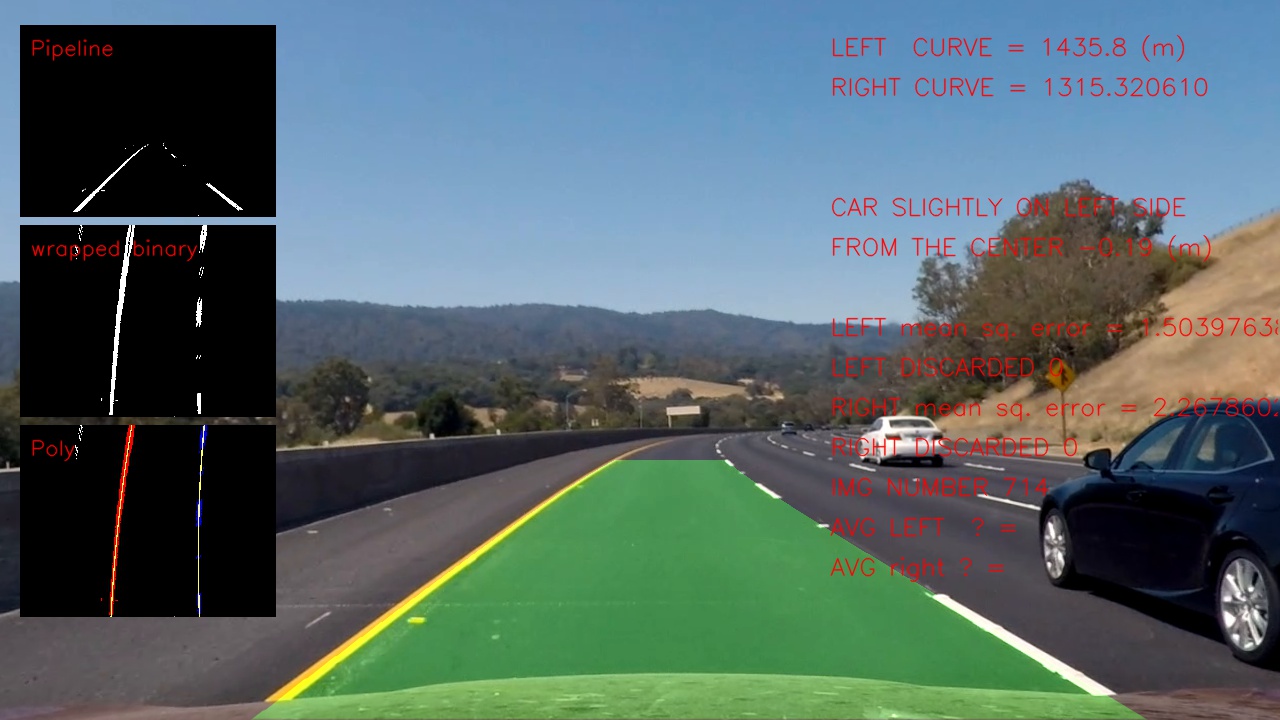 Pipeline
wrapped binary
Poly
LEFT CURVE = 1435.8 (m)
RIGHT CURVE = 1315.320610
CAR SLIGHTLY ON LEFT SIDE
FROM THE CENTER -0.19 (m)
LEFT mean sq. error = 1.5039763
LEFT DISCARDED 0
RIGHT mean sq. error = 2.267860
RIGHT DISCARDED 0
IMG NUMBER 714
AVG LEFT ? =
AVG right ? =